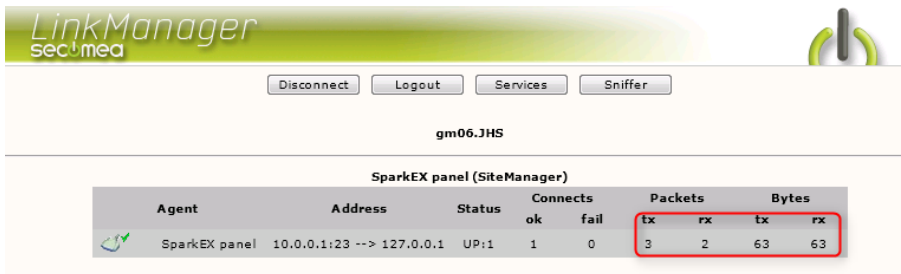 LinkManager
secomea
Disconnect Logout Services Sniffer
gm06.JHS
SparkEX panel (SiteManager)
Agent Address Status Connects Packets Bytes
ok fail tx rx tx rx
SparkEX panel 10.0.0.1:23 --> 127.0.0.1 UP:1 1 0 3 2 63 63